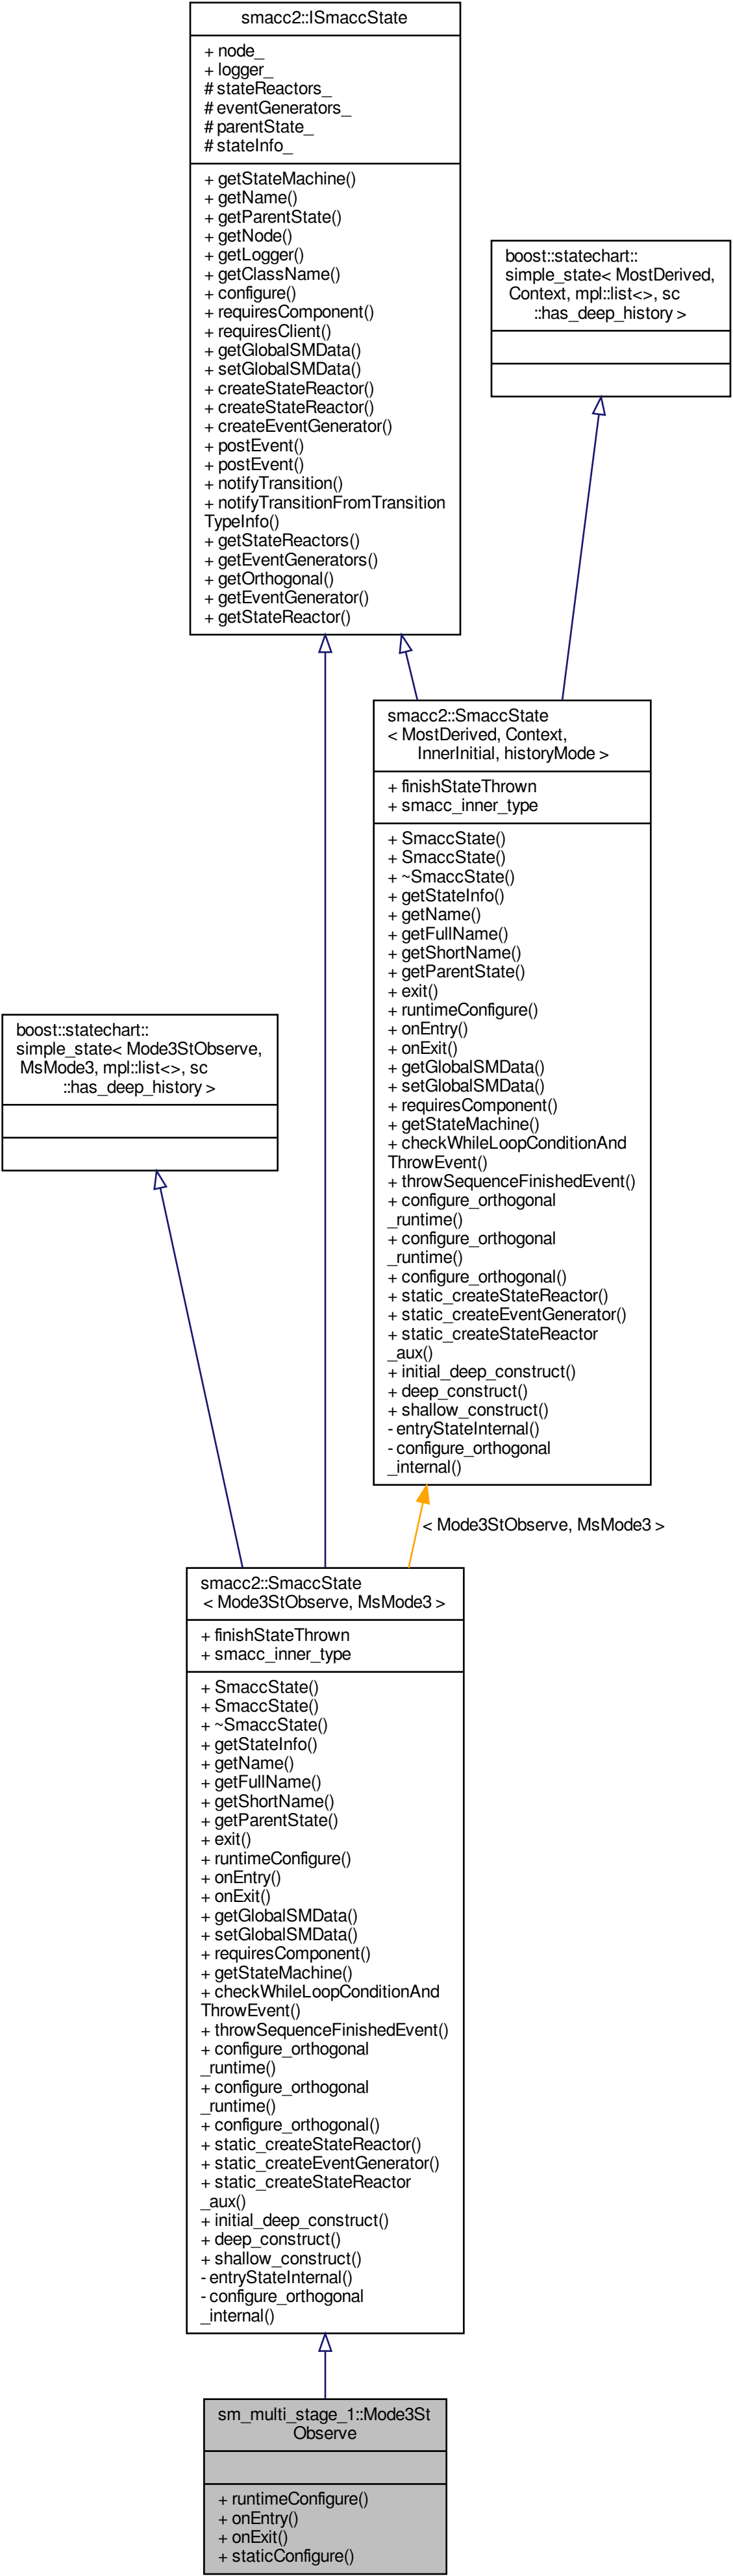 smacc2::ISmaccState
+ node_
+ logger_
# stateReactors_
# eventGenerators_
# parentState_
# stateInfo_
+ getStateMachine()
+ getName()
+ getParentState()
+ getNode()
+ getLogger()
+ getClassName()
+ configure()
+ requiresComponent()
+ requiresClient()
+ getGlobalSMData()
+ setGlobalSMData()
+ createStateReactor()
+ createStateReactor()
+ createEventGenerator()
+ postEvent()
+ postEvent()
+ notifyTransition()
+ notifyTransitionFromTransition
TypeInfo()
+ getStateReactors()
+ getEventGenerators()
+ getOrthogonal()
+ getEventGenerator()
+ getStateReactor()
boost::statechart::
simple_state< MostDerived,
Context, mpl::list<>, sc
::has_deep_history >
smacc2::SmaccState
< MostDerived, Context,
InnerInitial, historyMode >
+ finishStateThrown
+ smacc_inner_type
+ SmaccState()
+ SmaccState()
+ ~SmaccState()
+ getStateInfo()
+ getName()
+ getFullName()
+ getShortName()
+ getParentState()
+ exit()
+ runtimeConfigure()
+ onEntry()
+ onExit()
+ getGlobalSMData()
+ setGlobalSMData()
+ requiresComponent()
+ getStateMachine()
+ checkWhileLoopConditionAnd
ThrowEvent()
+ throwSequenceFinishedEvent()
+ configure_orthogonal
_runtime()
+ configure_orthogonal
_runtime()
+ configure_orthogonal()
+ static_createStateReactor()
+ static_createEventGenerator()
+ static_createStateReactor
_aux()
+ initial_deep_construct()
+ deep_construct()
+ shallow_construct()
- entryStateInternal()
- configure_orthogonal
_internal()
boost::statechart::
simple_state< Mode3StObserve,
MsMode3, mpl::list<>, sc
::has_deep_history >
< Mode3StObserve, MsMode3 >
smacc2::SmaccState
< Mode3StObserve, MsMode3 >
+ finishStateThrown
+ smacc_inner_type
+ SmaccState()
+ SmaccState()
+ ~SmaccState()
+ getStateInfo()
+ getName()
+ getFullName()
+ getShortName()
+ getParentState()
+ exit()
+ runtimeConfigure()
+ onEntry()
+ onExit()
+ getGlobalSMData()
+ setGlobalSMData()
+ requiresComponent()
+ getStateMachine()
+ checkWhileLoopConditionAnd
ThrowEvent()
+ throwSequenceFinishedEvent()
+ configure_orthogonal
_runtime()
+ configure_orthogonal
_runtime()
+ configure_orthogonal()
+ static_createStateReactor()
+ static_createEventGenerator()
+ static_createStateReactor
_aux()
+ initial_deep_construct()
+ deep_construct()
+ shallow_construct()
- entryStateInternal()
- configure_orthogonal
_internal()
sm_multi_stage_1::Mode3St
Observe
+ runtimeConfigure()
+ onEntry()
+ onExit()
+ staticConfigure()